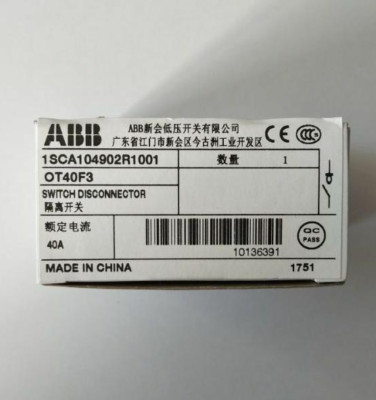 ABB
ABB新会低压开关有限公司
广东省江门市新会区今古洲工业开发区
CCC
1SCA104902R1001
数量 1
OT40F3
SWITCH DISCONNECTOR
隔离开关
额定电流
40A
10136391
QC
PASS
MADE IN CHINA
1751